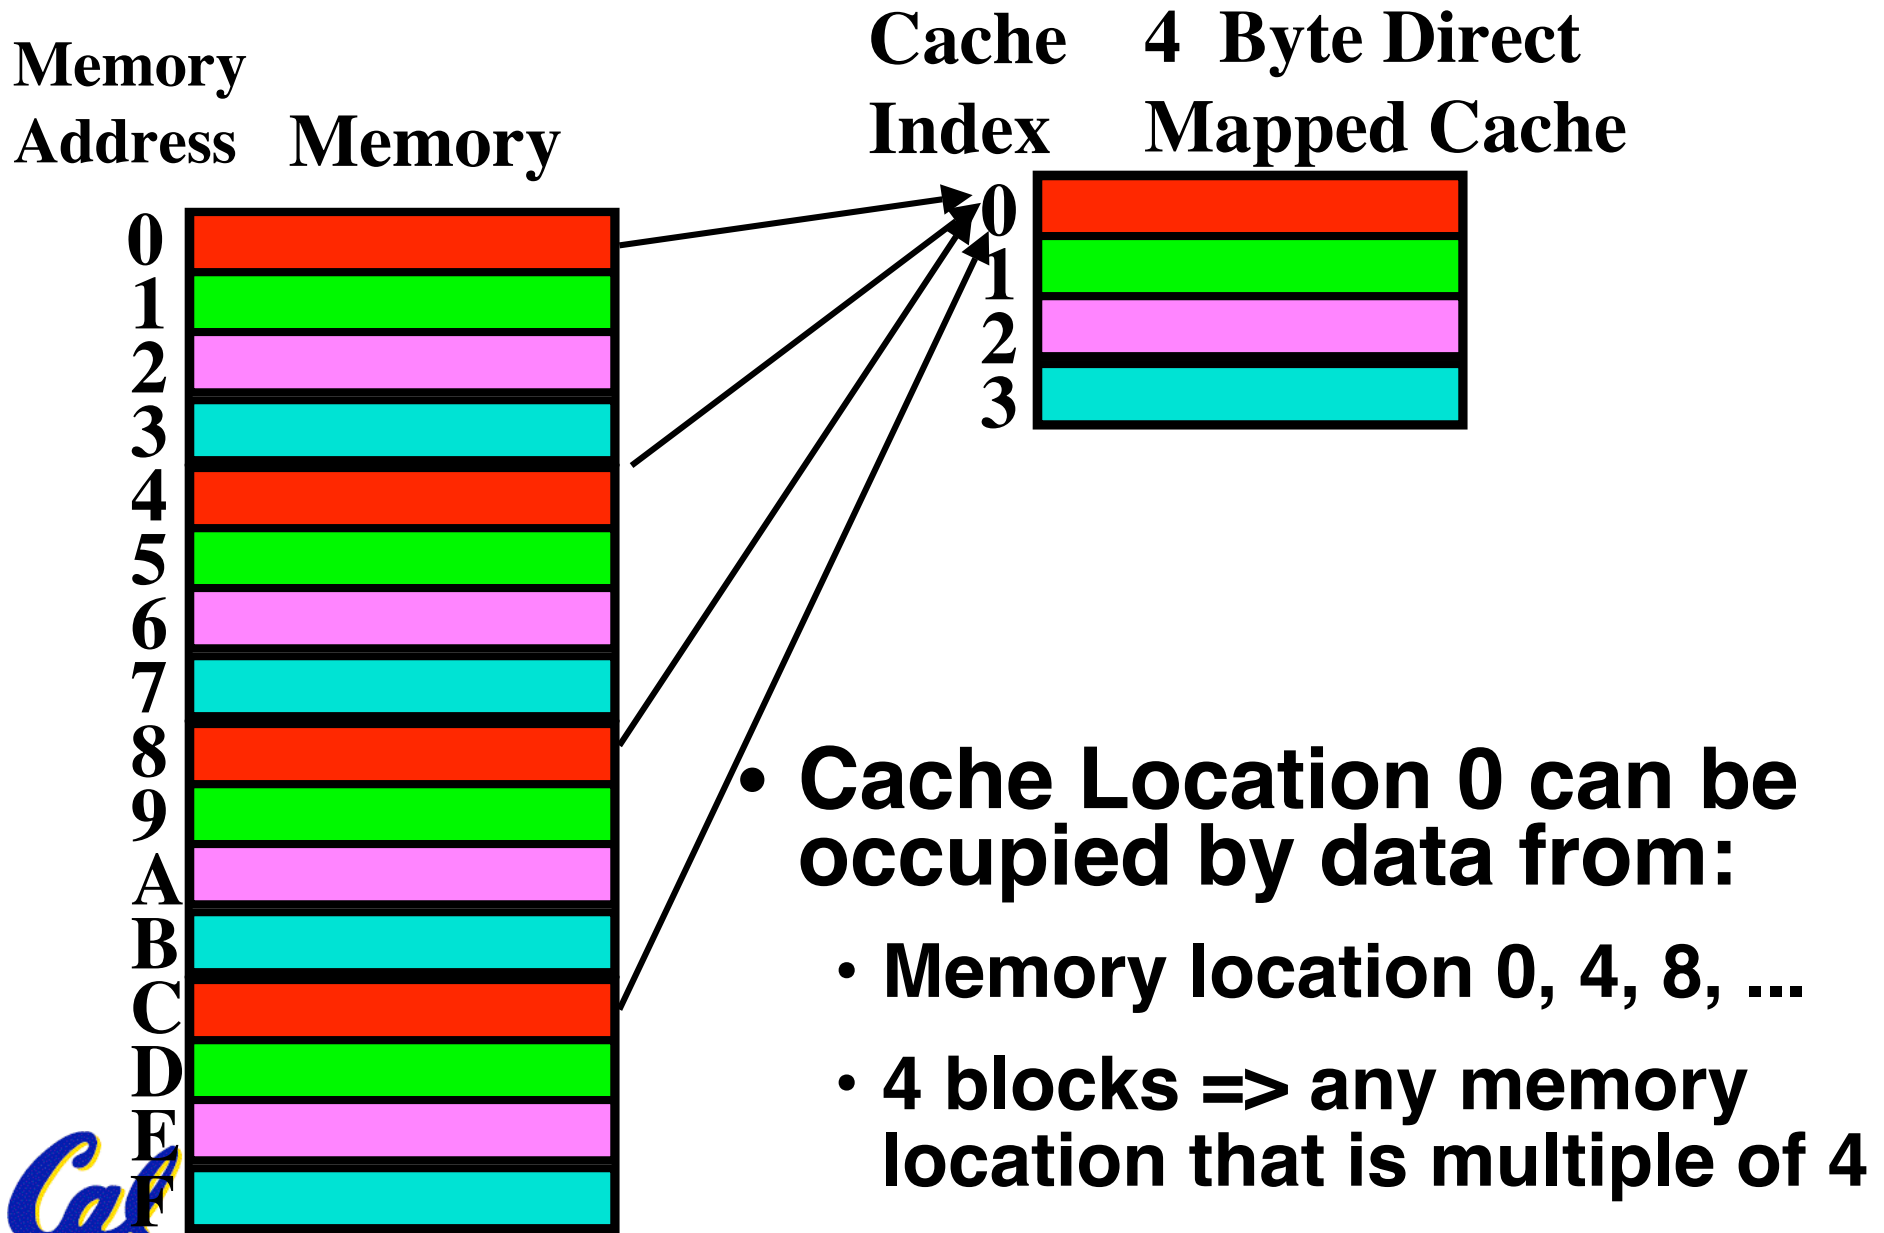 Memory
Address
Memory
Cache
Index
4 Byte Direct
Mapped Cache
0
1
2
3
4
5
6
7
8
9
A
B
C
D
E
F
0
1
2
3
• Cache Location 0 can be
occupied by data from:
• Memory location 0, 4, 8, ...
• 4 blocks => any memory
location that is multiple of 4
Cal